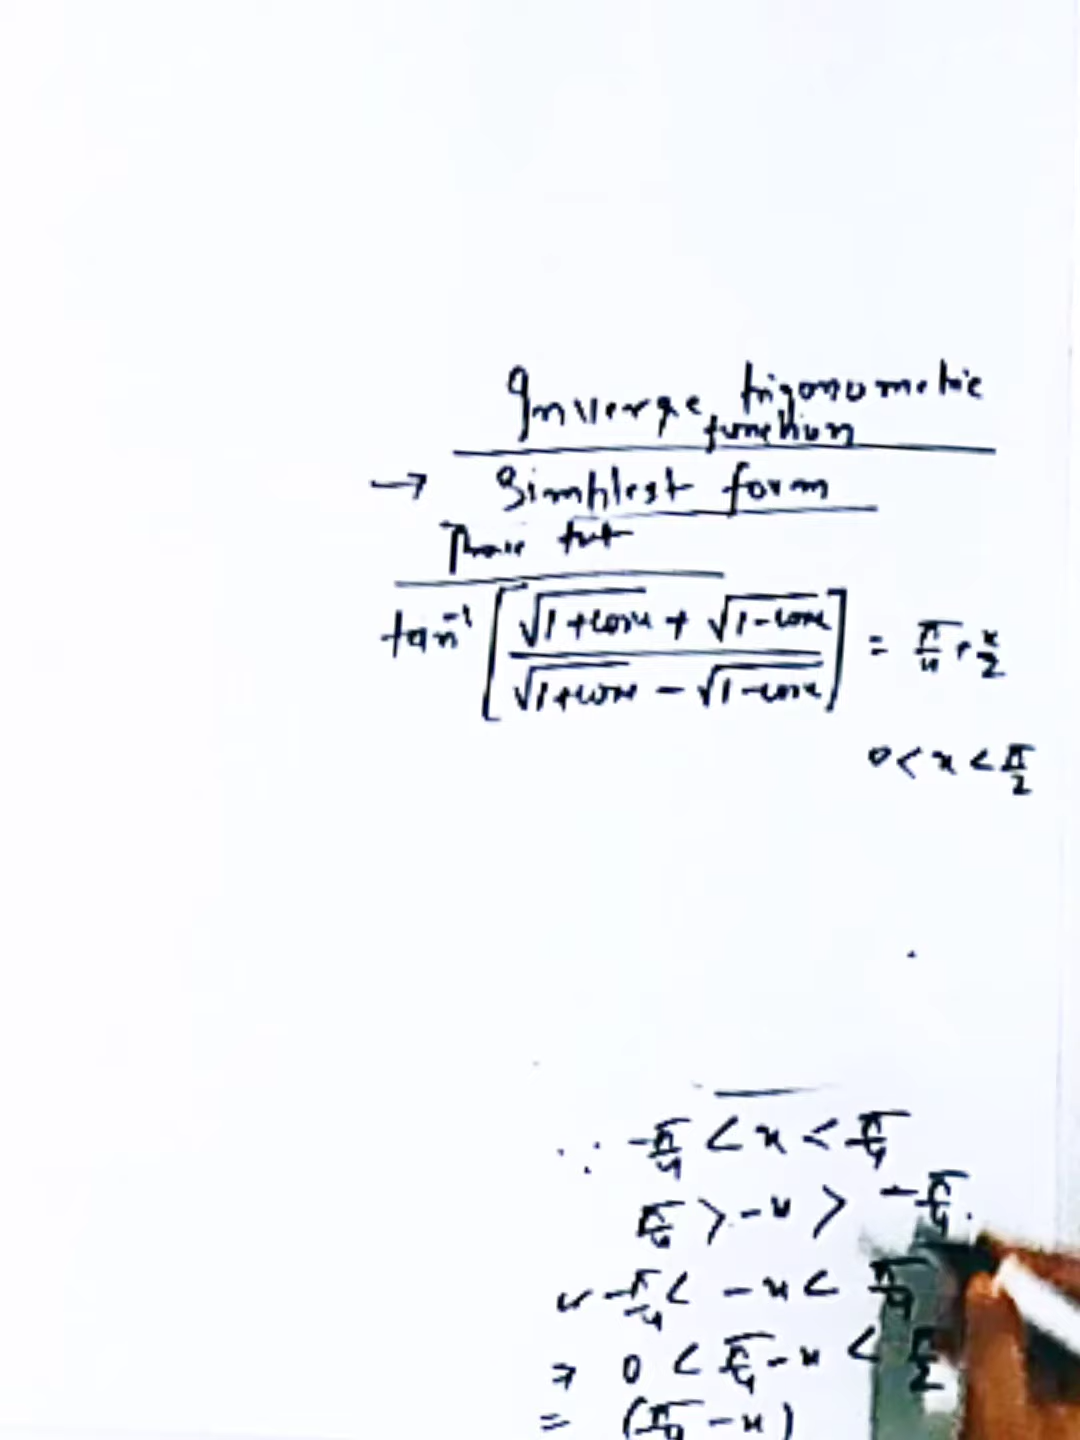 Inverse trigonometric
function
→ Simplest form
Prove that
tan⁻¹ [ (√1+cosx + √1-cosx) / (√1+cosx - √1-cosx) ] = π/4 + x/2
0 < x < π/2
∵ -π/4 < x < π/4
π/4 > -x > -π/4
-π/4 < -x < π/4
⇒ 0 < π/4 - x < π/2
= (π/4 - x)